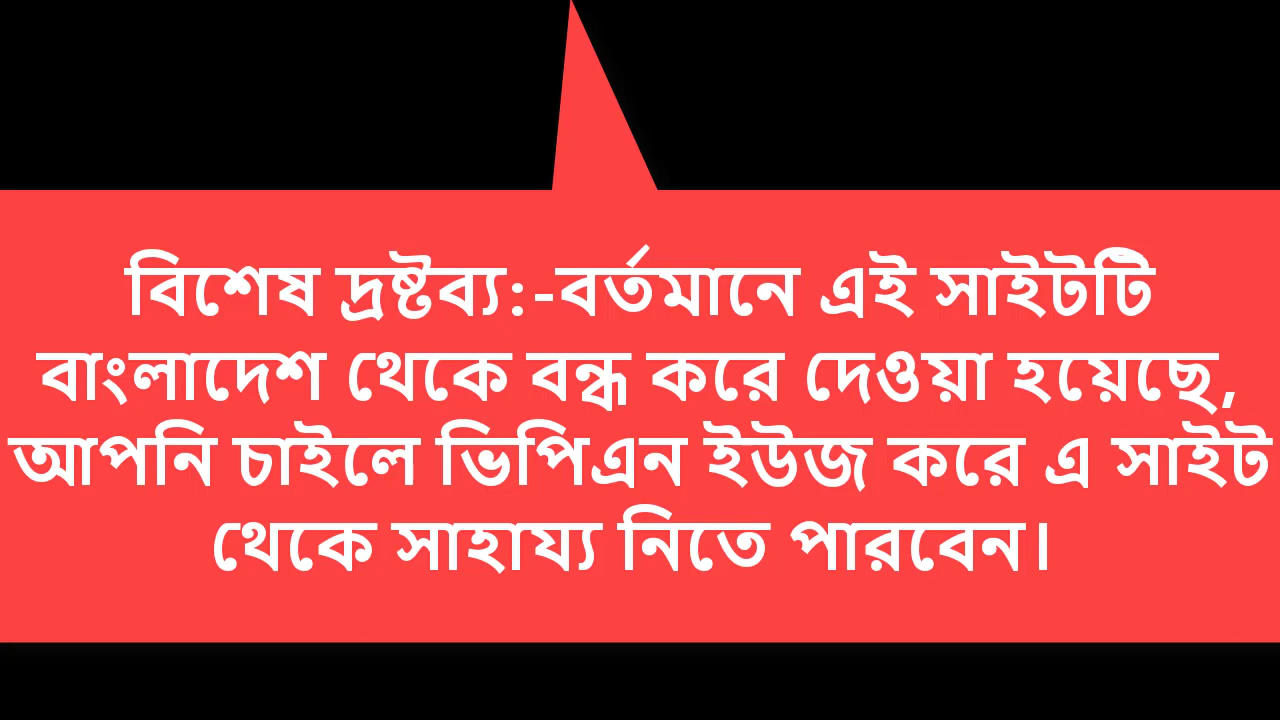 বিশেষ দ্রষ্টব্য:-বর্তমানে এই সাইটটি
বাংলাদেশ থেকে বন্ধ করে দেওয়া হয়েছে,
আপনি চাইলে ভিপিএন ইউজ করে এ সাইট
থেকে সাহায্য নিতে পারবেন।